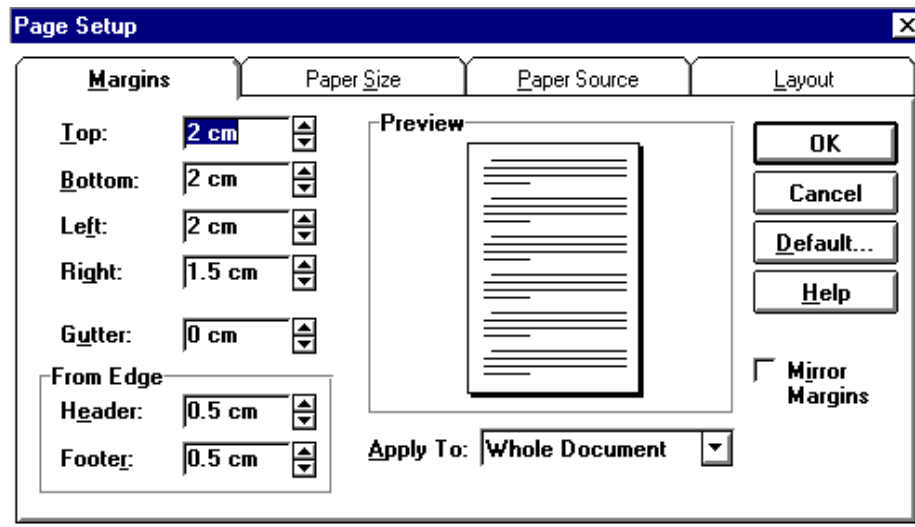 Page Setup
Margins Paper Size Paper Source Layout
Top: 2 cm
Bottom: 2 cm
Left: 2 cm
Right: 1.5 cm
Gutter: 0 cm
From Edge
Header: 0.5 cm
Footer: 0.5 cm
Preview
Apply To: Whole Document
OK
Cancel
Default...
Help
Mirror
Margins